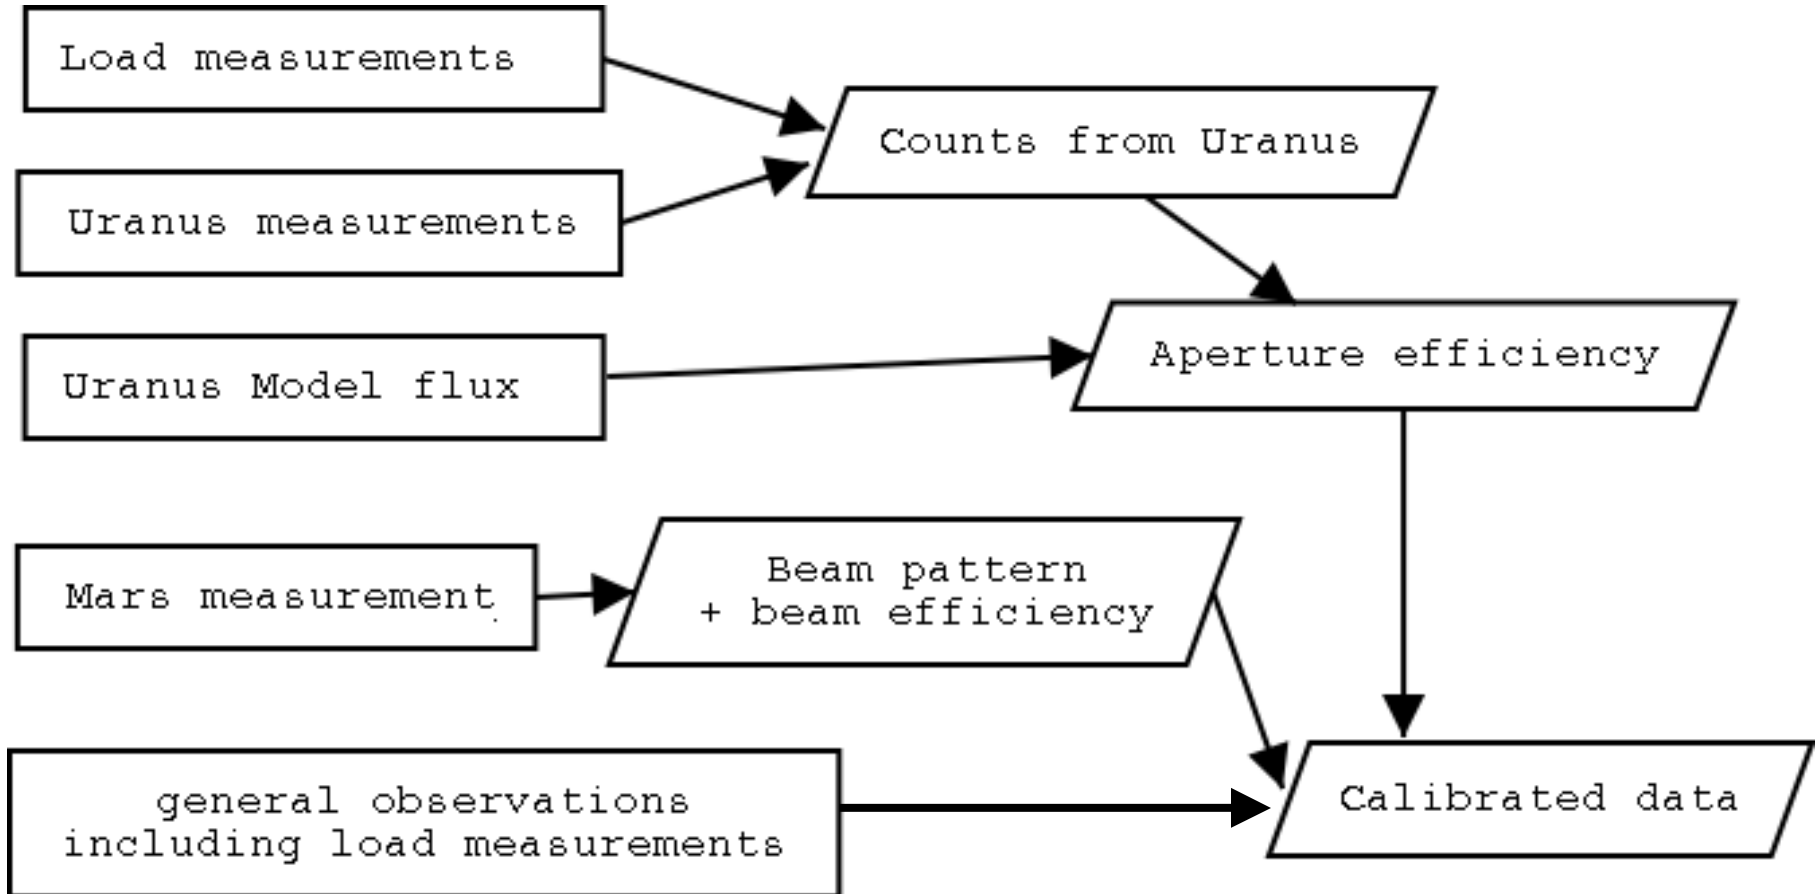 Load measurements
Counts from Uranus
Uranus measurements
Aperture efficiency
Uranus Model flux
Beam pattern
+ beam efficiency
Mars measurement.
general observations
including load measurements
Calibrated data